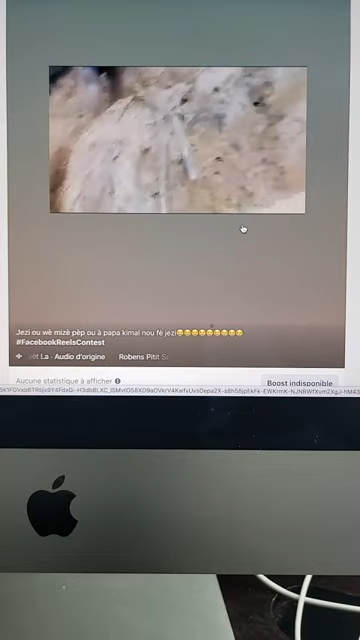 Jezi ou wè mizè pèp ou à papa kimal nou fè jezi😢😢😢😢😢😢😢😢😢
#FacebookReelsContest
La · Audio d'origine Robens Pitit
Aucune statistique à afficher
Boost indisponible